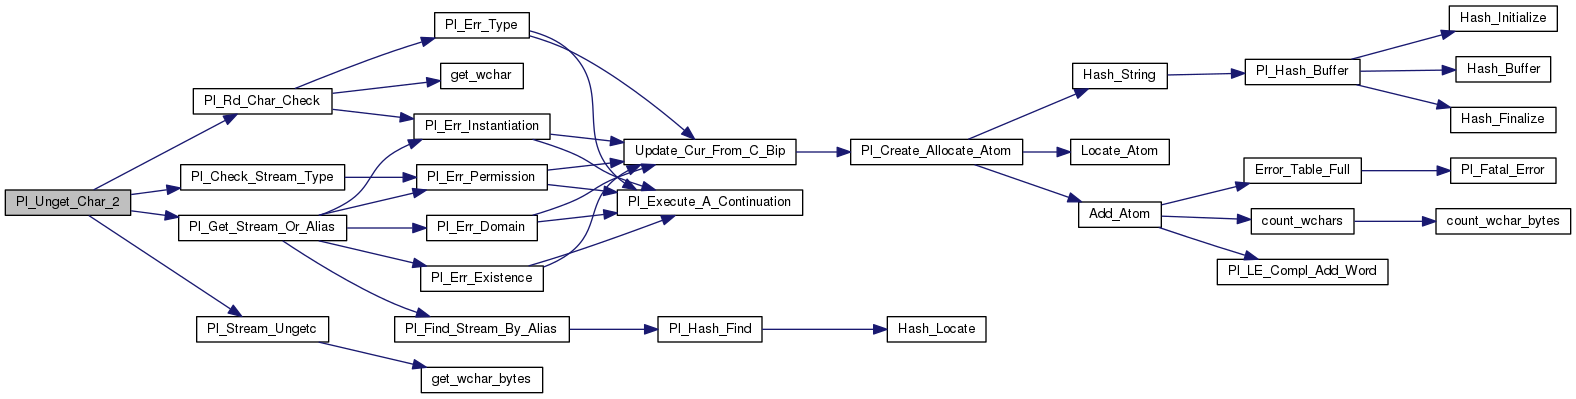 Pl_Unget_Char_2
Pl_Rd_Char_Check
Pl_Check_Stream_Type
Pl_Get_Stream_Or_Alias
Pl_Stream_Ungetc
Pl_Err_Type
get_wchar
Pl_Err_Instantiation
Pl_Err_Permission
Pl_Err_Domain
Pl_Err_Existence
Pl_Find_Stream_By_Alias
get_wchar_bytes
Update_Cur_From_C_Bip
Pl_Execute_A_Continuation
Pl_Hash_Find
Pl_Create_Allocate_Atom
Hash_Locate
Hash_String
Locate_Atom
Add_Atom
Pl_Hash_Buffer
Error_Table_Full
count_wchars
Pl_LE_Compl_Add_Word
Hash_Initialize
Hash_Buffer
Hash_Finalize
Pl_Fatal_Error
count_wchar_bytes